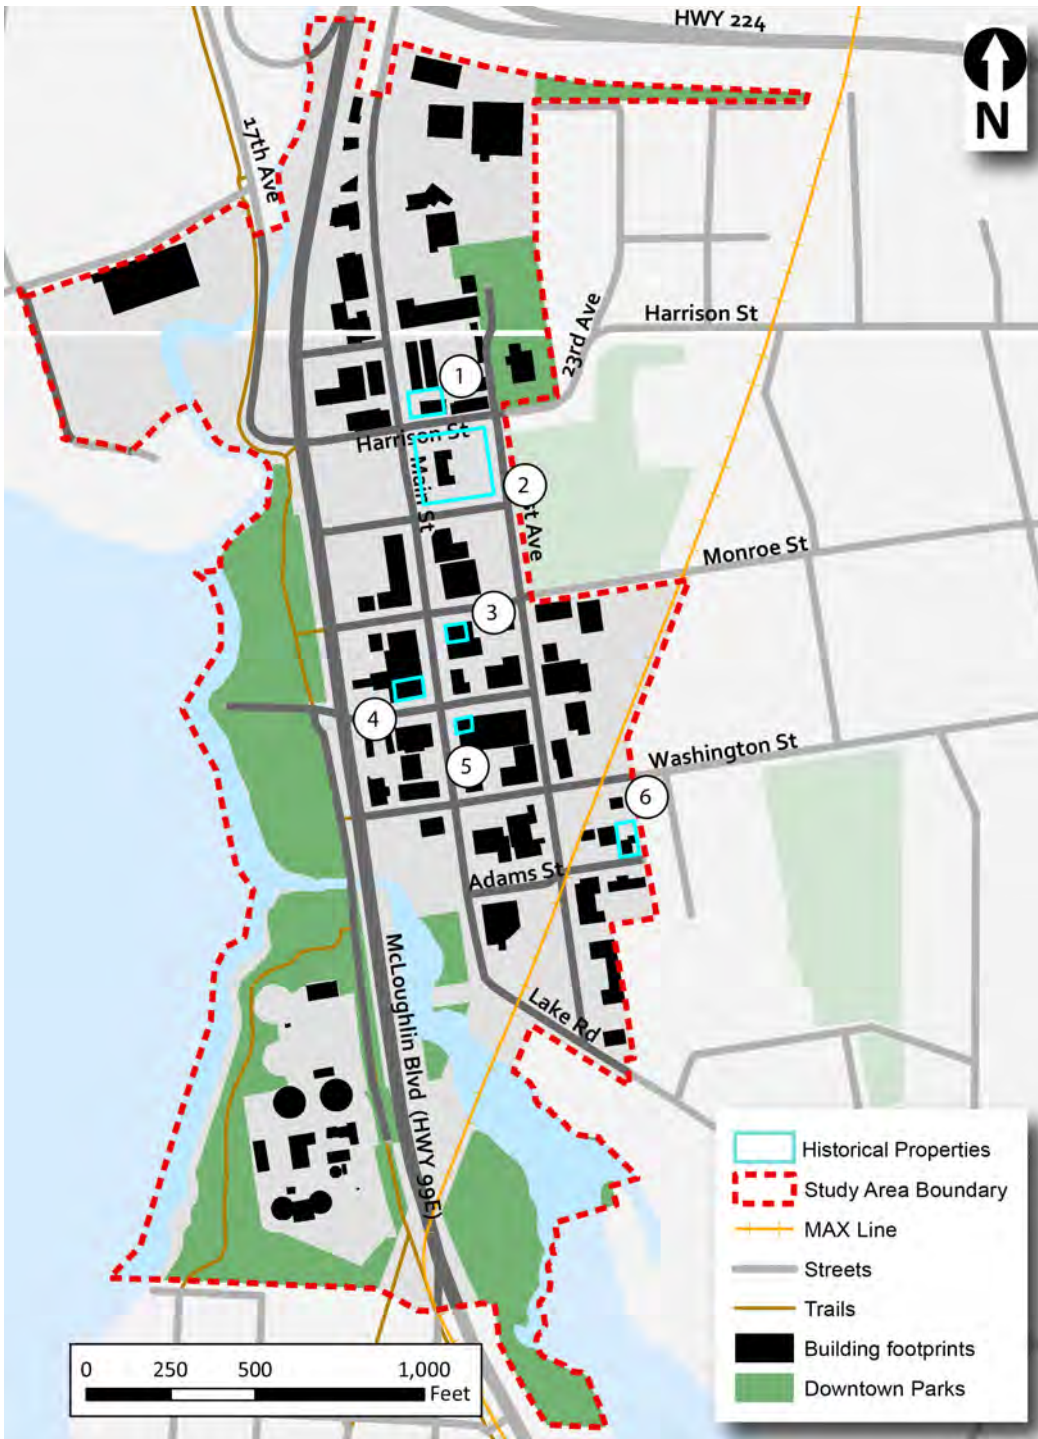 HWY 224
N
17th Ave
Harrison St
23rd Ave
1
Harrison St
Main St
2
st Ave
Monroe St
3
4
Washington St
5
6
Adams St
McLoughlin Blvd (HWY 99E)
Lake Rd
Historical Properties
Study Area Boundary
MAX Line
Streets
Trails
Building footprints
Downtown Parks
0 250 500 1,000
Feet